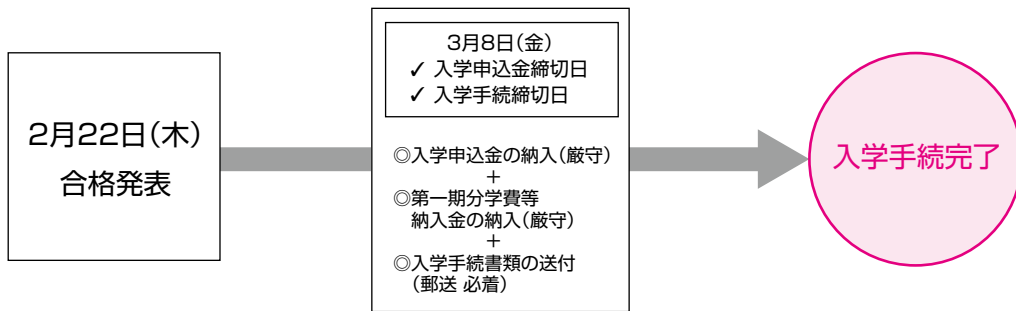 2月22日(木)
合格発表
3月8日(金)
✓ 入学申込金締切日
✓ 入学手続締切日
◎入学申込金の納入(厳守)
+
◎第一期分学費等
納入金の納入(厳守)
+
◎入学手続書類の送付
(郵送 必着)
入学手続完了